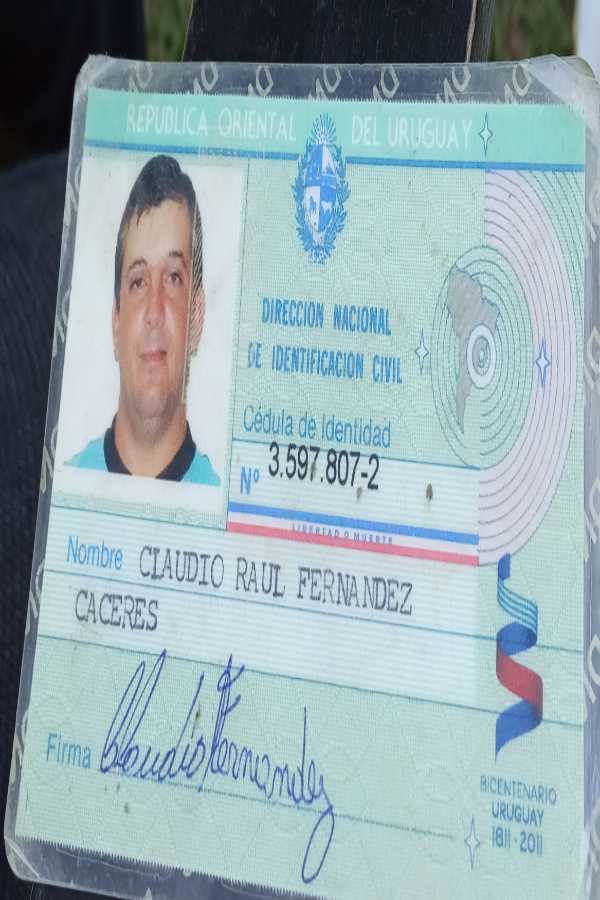 REPUBLICA ORIENTAL DEL URUGUAY
DIRECCION NACIONAL
DE IDENTIFICACION CIVIL
Cédula de Identidad
Nº 3.597.807-2
LIBERTAD O MUERTE
Nombre CLAUDIO RAUL FERNANDEZ
CACERES
Firma Claudio Fernandez
BICENTENARIO
URUGUAY
1811-2011